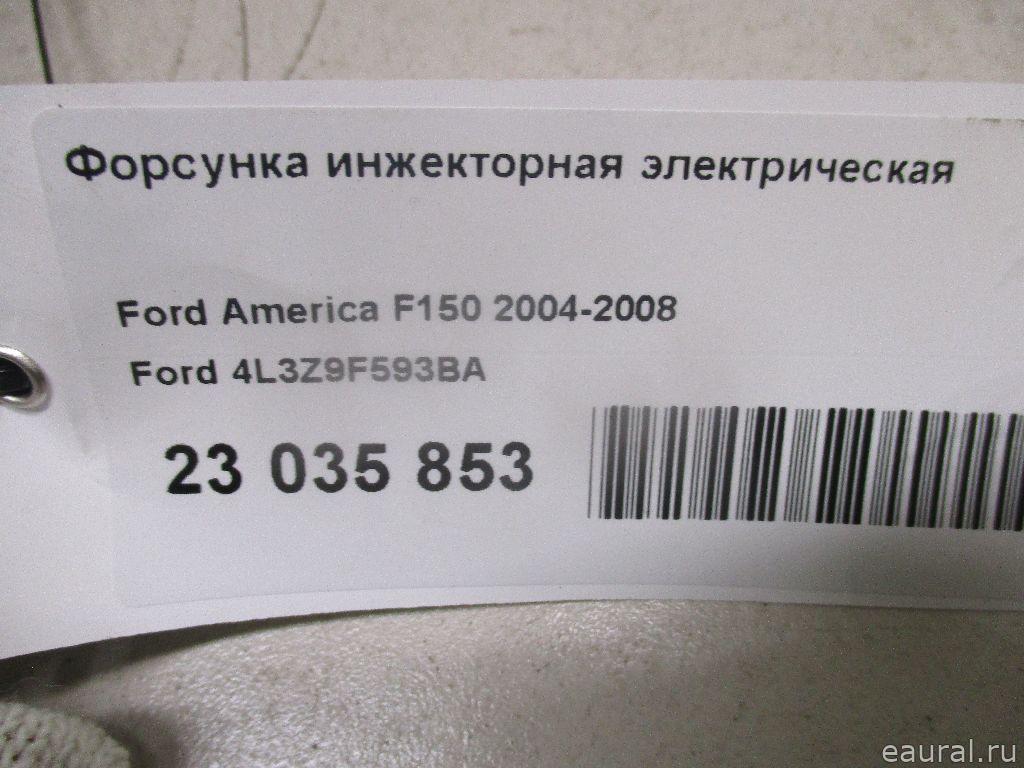 Форсунка инжекторная электрическая
Ford America F150 2004-2008
Ford 4L3Z9F593BA
23 035 853
eaural.ru